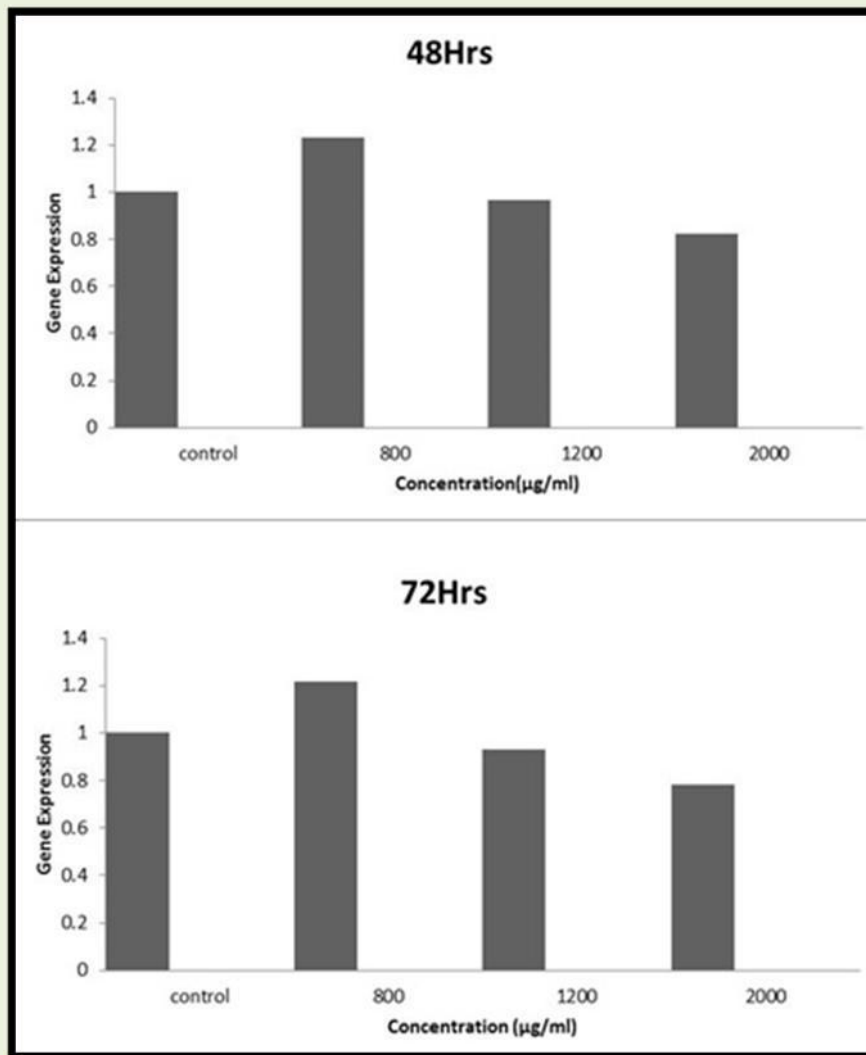 48Hrs
Gene Expression
1.4
1.2
1
0.8
0.6
0.4
0.2
0
control 800 1200 2000
Concentration(µg/ml)
72Hrs
Gene Expression
1.4
1.2
1
0.8
0.6
0.4
0.2
0
control 800 1200 2000
Concentration (µg/ml)